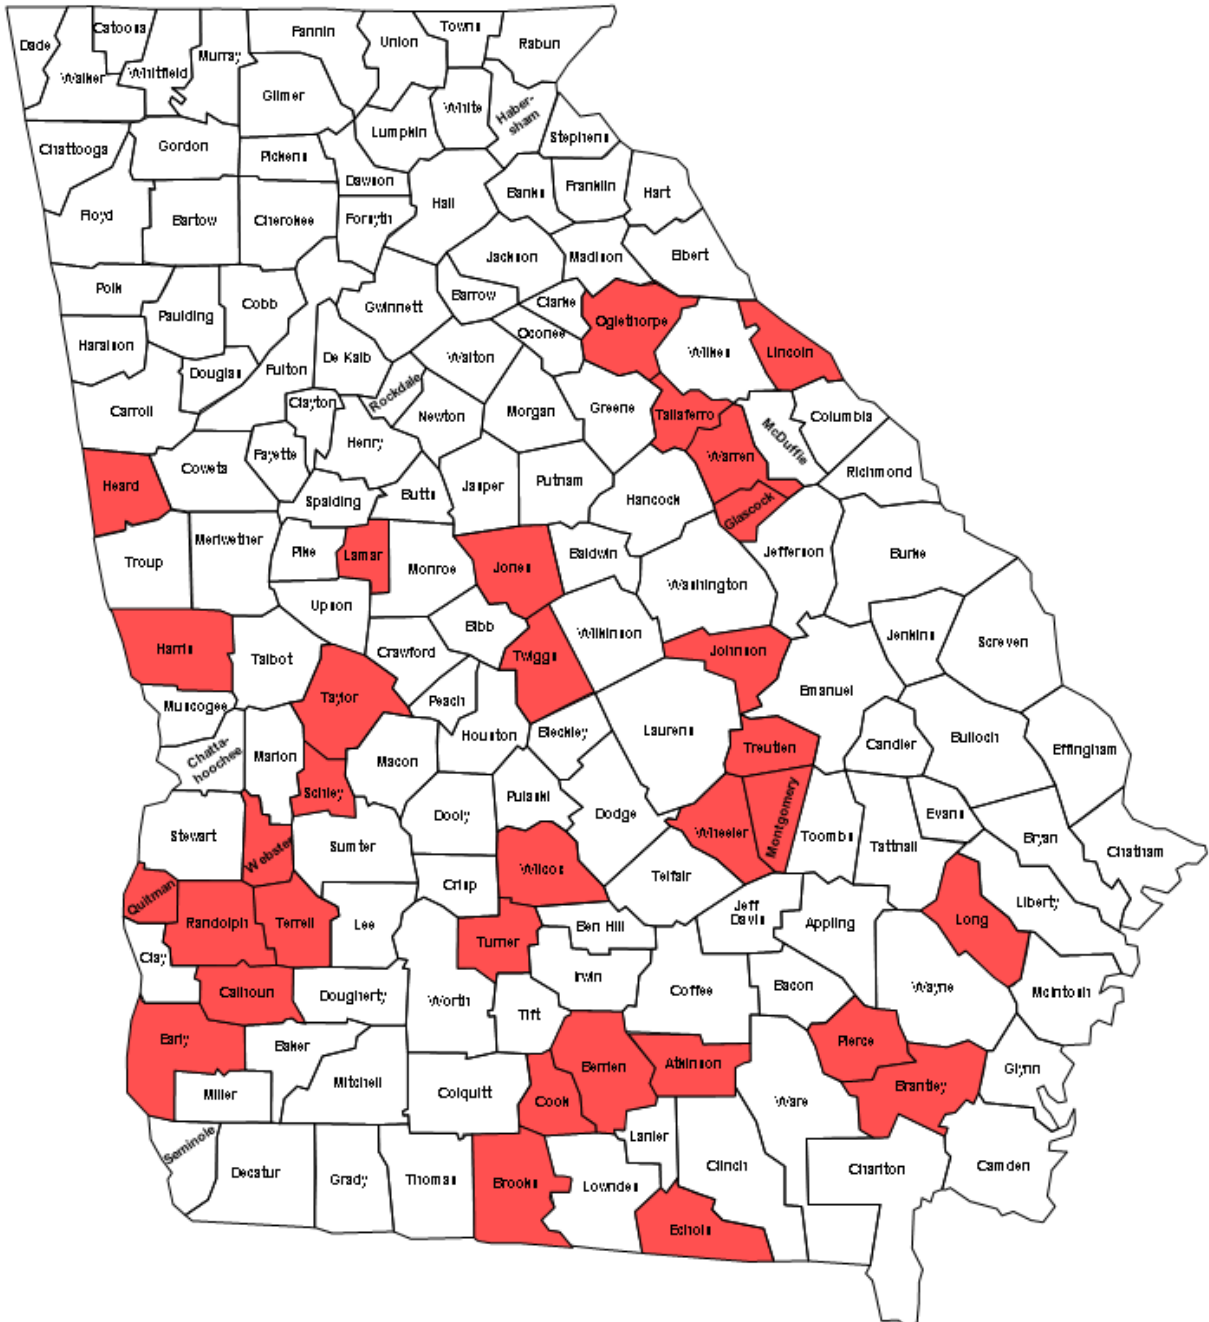 Dade
Catoosa
Fannin
Union
Towns
Rabun
Walker
Whitfield
Murray
Gilmer
White
Haber-
sham
Lumpkin
Stephens
Chattooga
Gordon
Pickens
Dawson
Hall
Banks
Franklin
Hart
Floyd
Bartow
Cherokee
Forsyth
Jackson
Madison
Elbert
Polk
Paulding
Cobb
Gwinnett
Barrow
Clarke
Oconee
Oglethorpe
Wilkes
Lincoln
Haralson
Douglas
Fulton
De Kalb
Rockdale
Walton
Morgan
Greene
Taliaferro
McDuffie
Columbia
Carroll
Clayton
Henry
Newton
Warren
Richmond
Heard
Coweta
Fayette
Spalding
Butts
Jasper
Putnam
Hancock
Glascock
Troup
Meriwether
Pike
Lamar
Monroe
Jones
Baldwin
Washington
Jefferson
Burke
Upson
Bibb
Wilkinson
Johnson
Jenkins
Screven
Harris
Talbot
Crawford
Twiggs
Emanuel
Muscogee
Taylor
Peach
Houston
Bleckley
Laurens
Treutlen
Candler
Bulloch
Effingham
Chatta-
hoochee
Marion
Macon
Schley
Dooly
Pulaski
Dodge
Wheeler
Montgomery
Toombs
Tattnall
Evans
Bryan
Chatham
Stewart
Webster
Sumter
Crisp
Wilcox
Telfair
Quitman
Randolph
Terrell
Lee
Turner
Ben Hill
Jeff
Davis
Appling
Long
Liberty
Clay
Calhoun
Dougherty
Worth
Tift
Irwin
Coffee
Bacon
Wayne
McIntosh
Early
Baker
Miller
Mitchell
Colquitt
Cook
Berrien
Atkinson
Ware
Pierce
Brantley
Glynn
Seminole
Decatur
Grady
Thomas
Brooks
Lanier
Lowndes
Clinch
Echols
Charlton
Camden